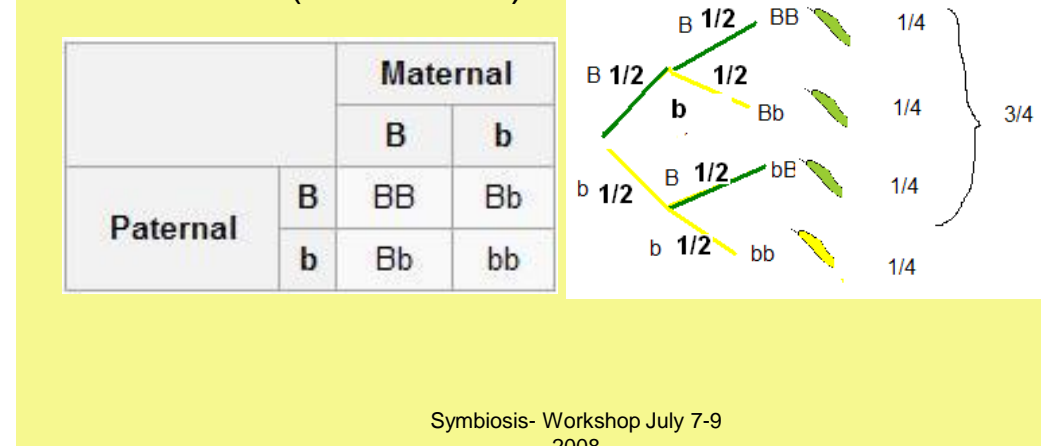 Maternal
B b
Paternal B BB Bb
b Bb bb
B 1/2 BB 1/4
B 1/2 1/2
b Bb 1/4 3/4
B 1/2 bB 1/4
b 1/2
b 1/2 bb 1/4
Symbiosis- Workshop July 7-9
2008